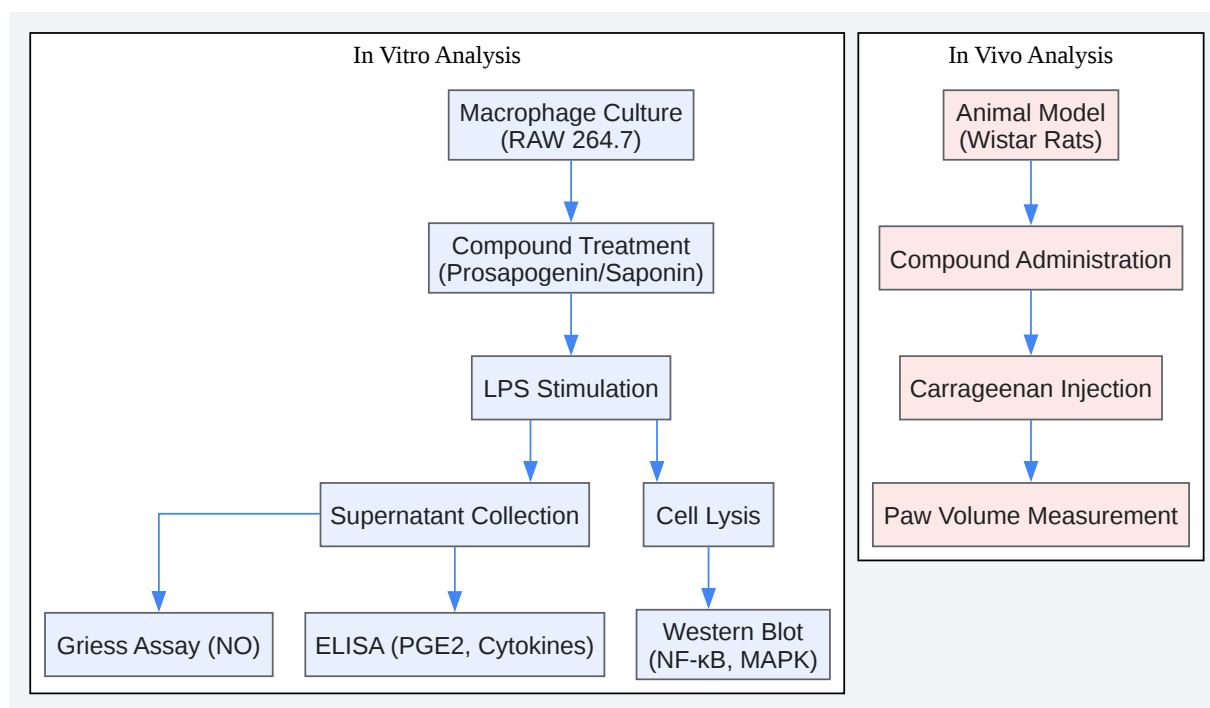 In Vitro Analysis
Macrophage Culture
(RAW 264.7)
Compound Treatment
(Prosapogenin/Saponin)
LPS Stimulation
Supernatant Collection
Cell Lysis
Griess Assay (NO)
ELISA (PGE2, Cytokines)
Western Blot
(NF-κB, MAPK)
In Vivo Analysis
Animal Model
(Wistar Rats)
Compound Administration
Carrageenan Injection
Paw Volume Measurement